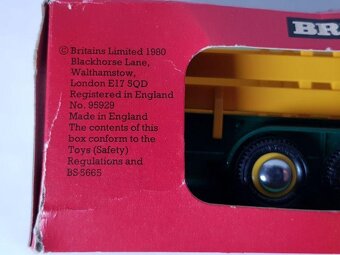 BR
© Britains Limited 1980
Blackhorse Lane,
Walthamstow,
London E17 5QD
Registered in England
No. 95929
Made in England
The contents of this
box conform to the
Toys (Safety)
Regulations and
BS 5665